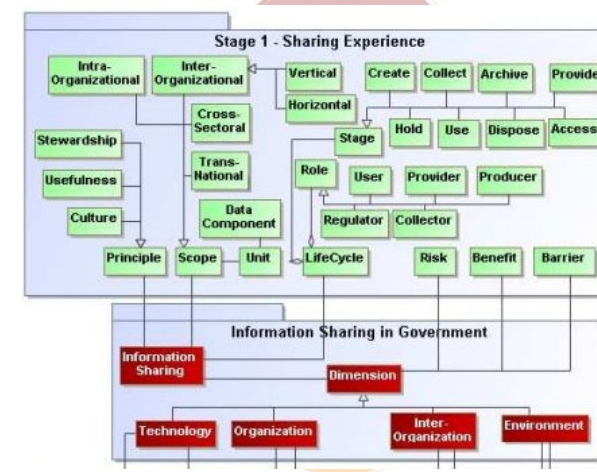 Stage 1 - Sharing Experience
Intra-
Organizational
Inter-
Organizational
Vertical
Horizontal
Create
Collect
Archive
Provide
Cross-
Sectoral
Stage
Hold
Use
Dispose
Access
Stewardship
Trans-
National
Role
User
Provider
Producer
Usefulness
Data
Component
Regulator
Collector
Culture
Principle
Scope
Unit
LifeCycle
Risk
Benefit
Barrier
Information Sharing in Government
Information
Sharing
Dimension
Technology
Organization
Inter-
Organization
Environment